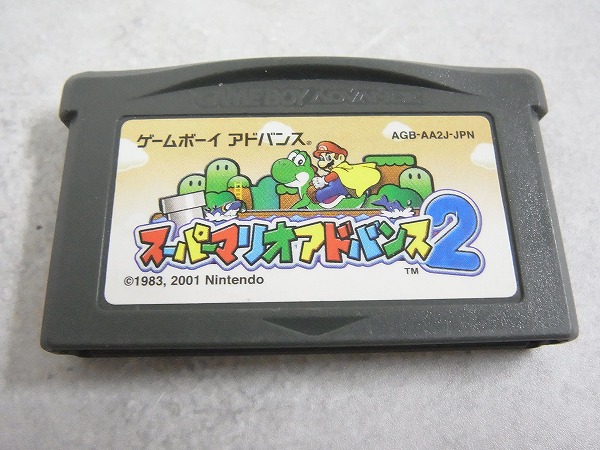 GAME BOY ADVANCE
ゲームボーイ アドバンス®
AGB-AA2J-JPN
スーパーマリオアドバンス2
TM
©1983, 2001 Nintendo